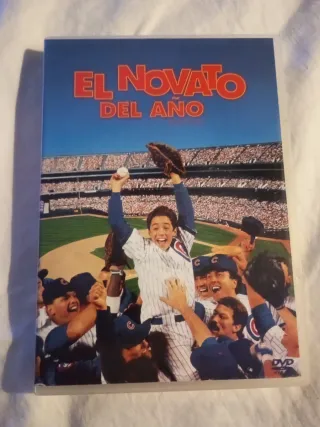 EL NOVATO
DEL AÑO
DVD